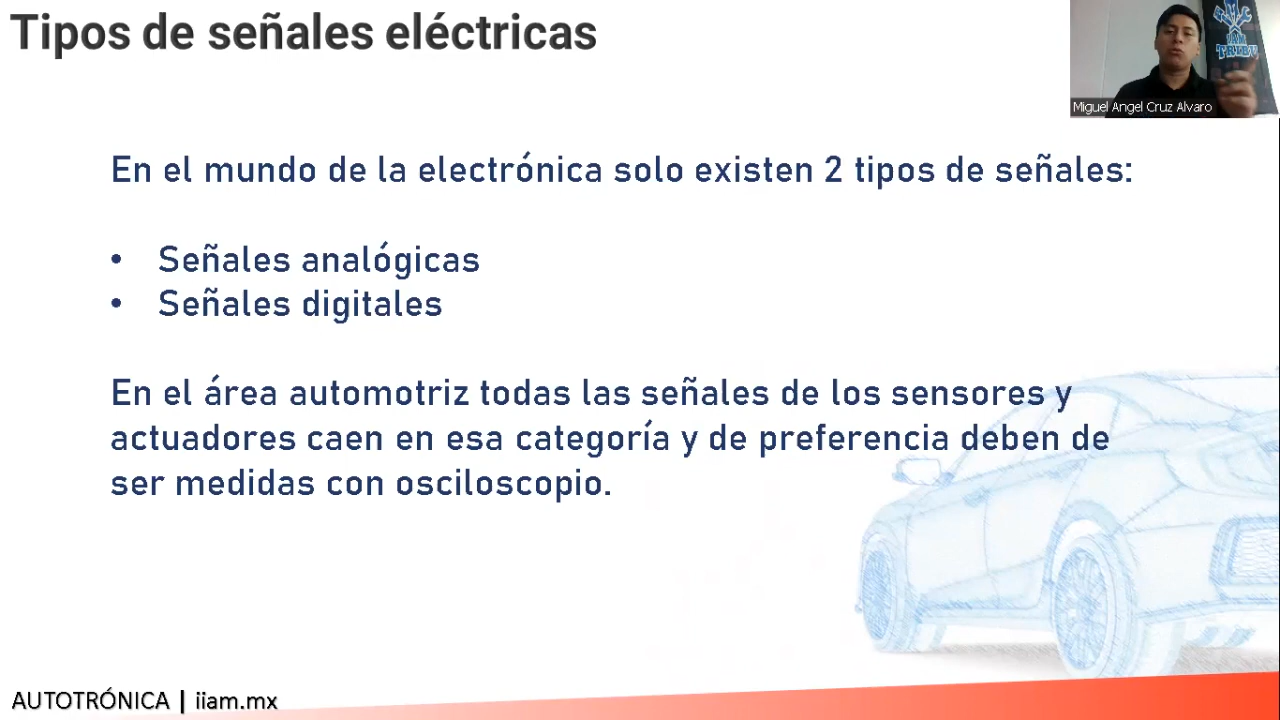 Tipos de señales eléctricas
Miguel Angel Cruz Alvaro
En el mundo de la electrónica solo existen 2 tipos de señales:
• Señales analógicas
• Señales digitales
En el área automotriz todas las señales de los sensores y
actuadores caen en esa categoría y de preferencia deben de
ser medidas con osciloscopio.
AUTOTRÓNICA | iiam.mx